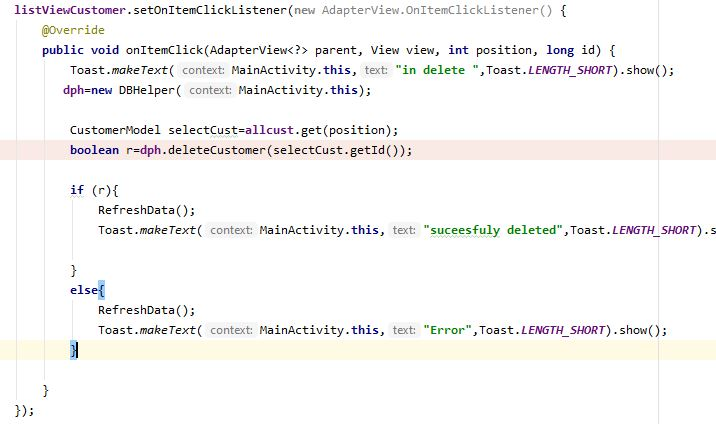 listViewCustomer.setOnItemClickListener(new AdapterView.OnItemClickListener() {
@Override
public void onItemClick(AdapterView<?> parent, View view, int position, long id) {
Toast.makeText( context: MainActivity.this, text: "in delete ",Toast.LENGTH_SHORT).show();
dph=new DBHelper( context: MainActivity.this);
CustomerModel selectCust=allcust.get(position);
boolean r=dph.deleteCustomer(selectCust.getId());
if (r){
RefreshData();
Toast.makeText( context: MainActivity.this, text: "suceesfuly deleted",Toast.LENGTH_SHORT).s
}
else{
RefreshData();
Toast.makeText( context: MainActivity.this, text: "Error",Toast.LENGTH_SHORT).show();
}
}
});